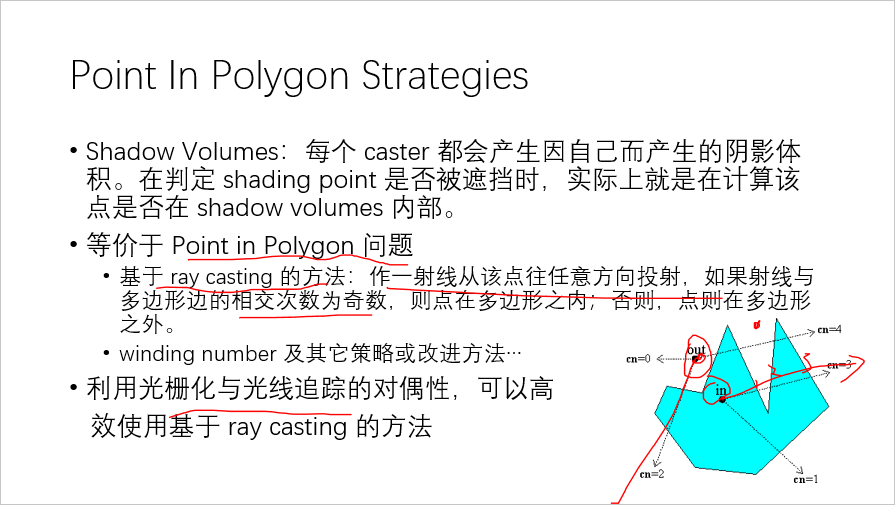 Point In Polygon Strategies
• Shadow Volumes：每个 caster 都会产生因自己而产生的阴影体
积。在判定 shading point 是否被遮挡时，实际上就是在计算该
点是否在 shadow volumes 内部。
• 等价于 Point in Polygon 问题
• 基于 ray casting 的方法：作一射线从该点往任意方向投射，如果射线与
多边形边的相交次数为奇数，则点在多边形之内；否则，点则在多边形
之外。
• winding number 及其它策略或改进方法…
• 利用光栅化与光线追踪的对偶性，可以高
效使用基于 ray casting 的方法
cn=4
out
cn=0
cn=3
in
1 2 3
cn=2
cn=1